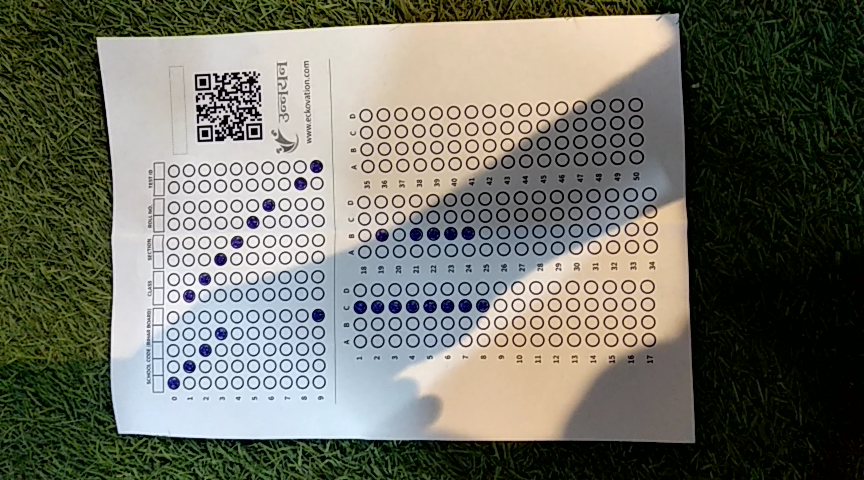 SCHOOL CODE (BIHAR BOARD) CLASS SECTION ROLL NO. TEST ID
0
1
2
3
4
5
6
7
8
9
उन्नयन
www.eckovation.com
A B C D A B C D A B C D
1 18 35
2 19 36
3 20 37
4 21 38
5 22 39
6 23 40
7 24 41
8 25 42
9 26 43
10 27 44
11 28 45
12 29 46
13 30 47
14 31 48
15 32 49
16 33 50
17 34